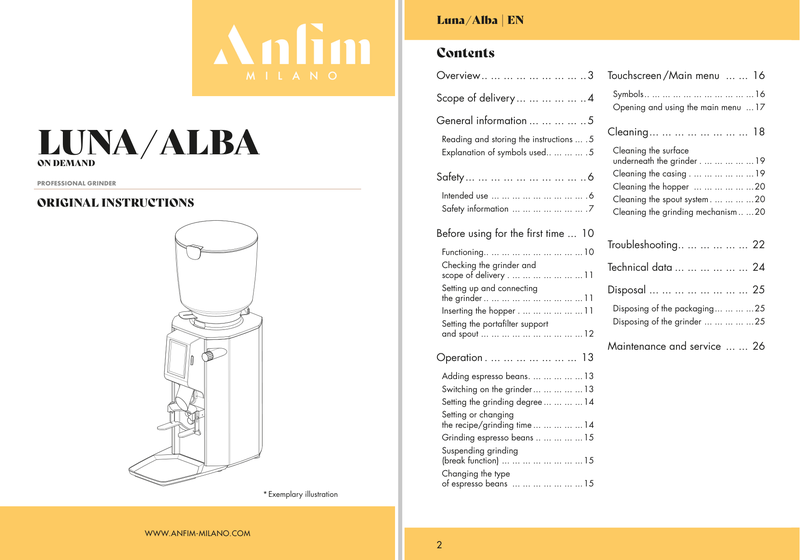 Anfim
MILANO
LUNA/ALBA
ON DEMAND
PROFESSIONAL GRINDER
ORIGINAL INSTRUCTIONS
* Exemplary illustration
WWW.ANFIM-MILANO.COM
Luna/Alba | EN
Contents
Overview.. ... ... ... ... ... ... ... ..3
Scope of delivery... ... ... ... ... ..4
General information ... ... ... ... ..5
Reading and storing the instructions ... .5
Explanation of symbols used.. ... ... ... .5
Safety... ... ... ... ... ... ... ... ... ..6
Intended use ... ... ... ... ... ... ... ... ... .6
Safety information ... ... ... ... ... ... ... .7
Before using for the first time ... 10
Functioning.. ... ... ... ... ... ... ... ... ...10
Checking the grinder and
scope of delivery . ... ... ... ... ... ... ...11
Setting up and connecting
the grinder .. ... ... ... ... ... ... ... ... ...11
Inserting the hopper . ... ... ... ... ... ...11
Setting the portafilter support
and spout ... ... ... ... ... ... ... ... ... ...12
Operation . ... ... ... ... ... ... ... 13
Adding espresso beans. ... ... ... ... ...13
Switching on the grinder... ... ... ... ...13
Setting the grinding degree... ... ... ...14
Setting or changing
the recipe/grinding time ... ... ... ... ...14
Grinding espresso beans .. ... ... ... ...15
Suspending grinding
(break function) ... ... ... ... ... ... ... ...15
Changing the type
of espresso beans ... ... ... ... ... ... ...15
Touchscreen/Main menu ... ... 16
Symbols.. ... ... ... ... ... ... ... ... ... ...16
Opening and using the main menu ...17
Cleaning... ... ... ... ... ... ... ... 18
Cleaning the surface
underneath the grinder . ... ... ... ... ...19
Cleaning the casing . ... ... ... ... ... ...19
Cleaning the hopper ... ... ... ... ... ...20
Cleaning the spout system. ... ... ... ...20
Cleaning the grinding mechanism.. ...20
Troubleshooting.. ... ... ... ... ... 22
Technical data ... ... ... ... ... ... 24
Disposal ... ... ... ... ... ... ... ... 25
Disposing of the packaging... ... ... ...25
Disposing of the grinder ... ... ... ... ...25
Maintenance and service ... ... 26
2